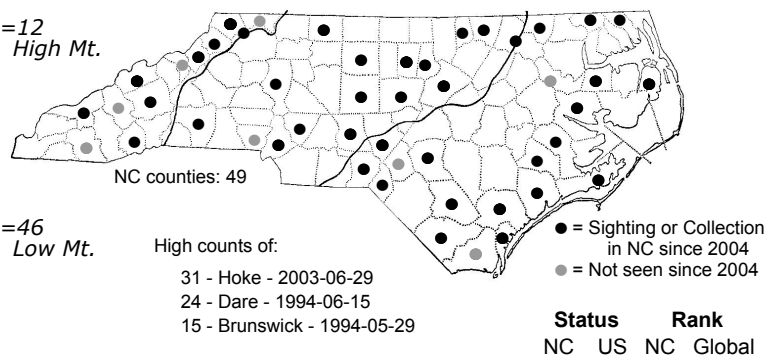 =12
High Mt.
NC counties: 49
=46
Low Mt.
High counts of:
31 - Hoke - 2003-06-29
24 - Dare - 1994-06-15
15 - Brunswick - 1994-05-29
● = Sighting or Collection
in NC since 2004
● = Not seen since 2004
Status Rank
NC US NC Global